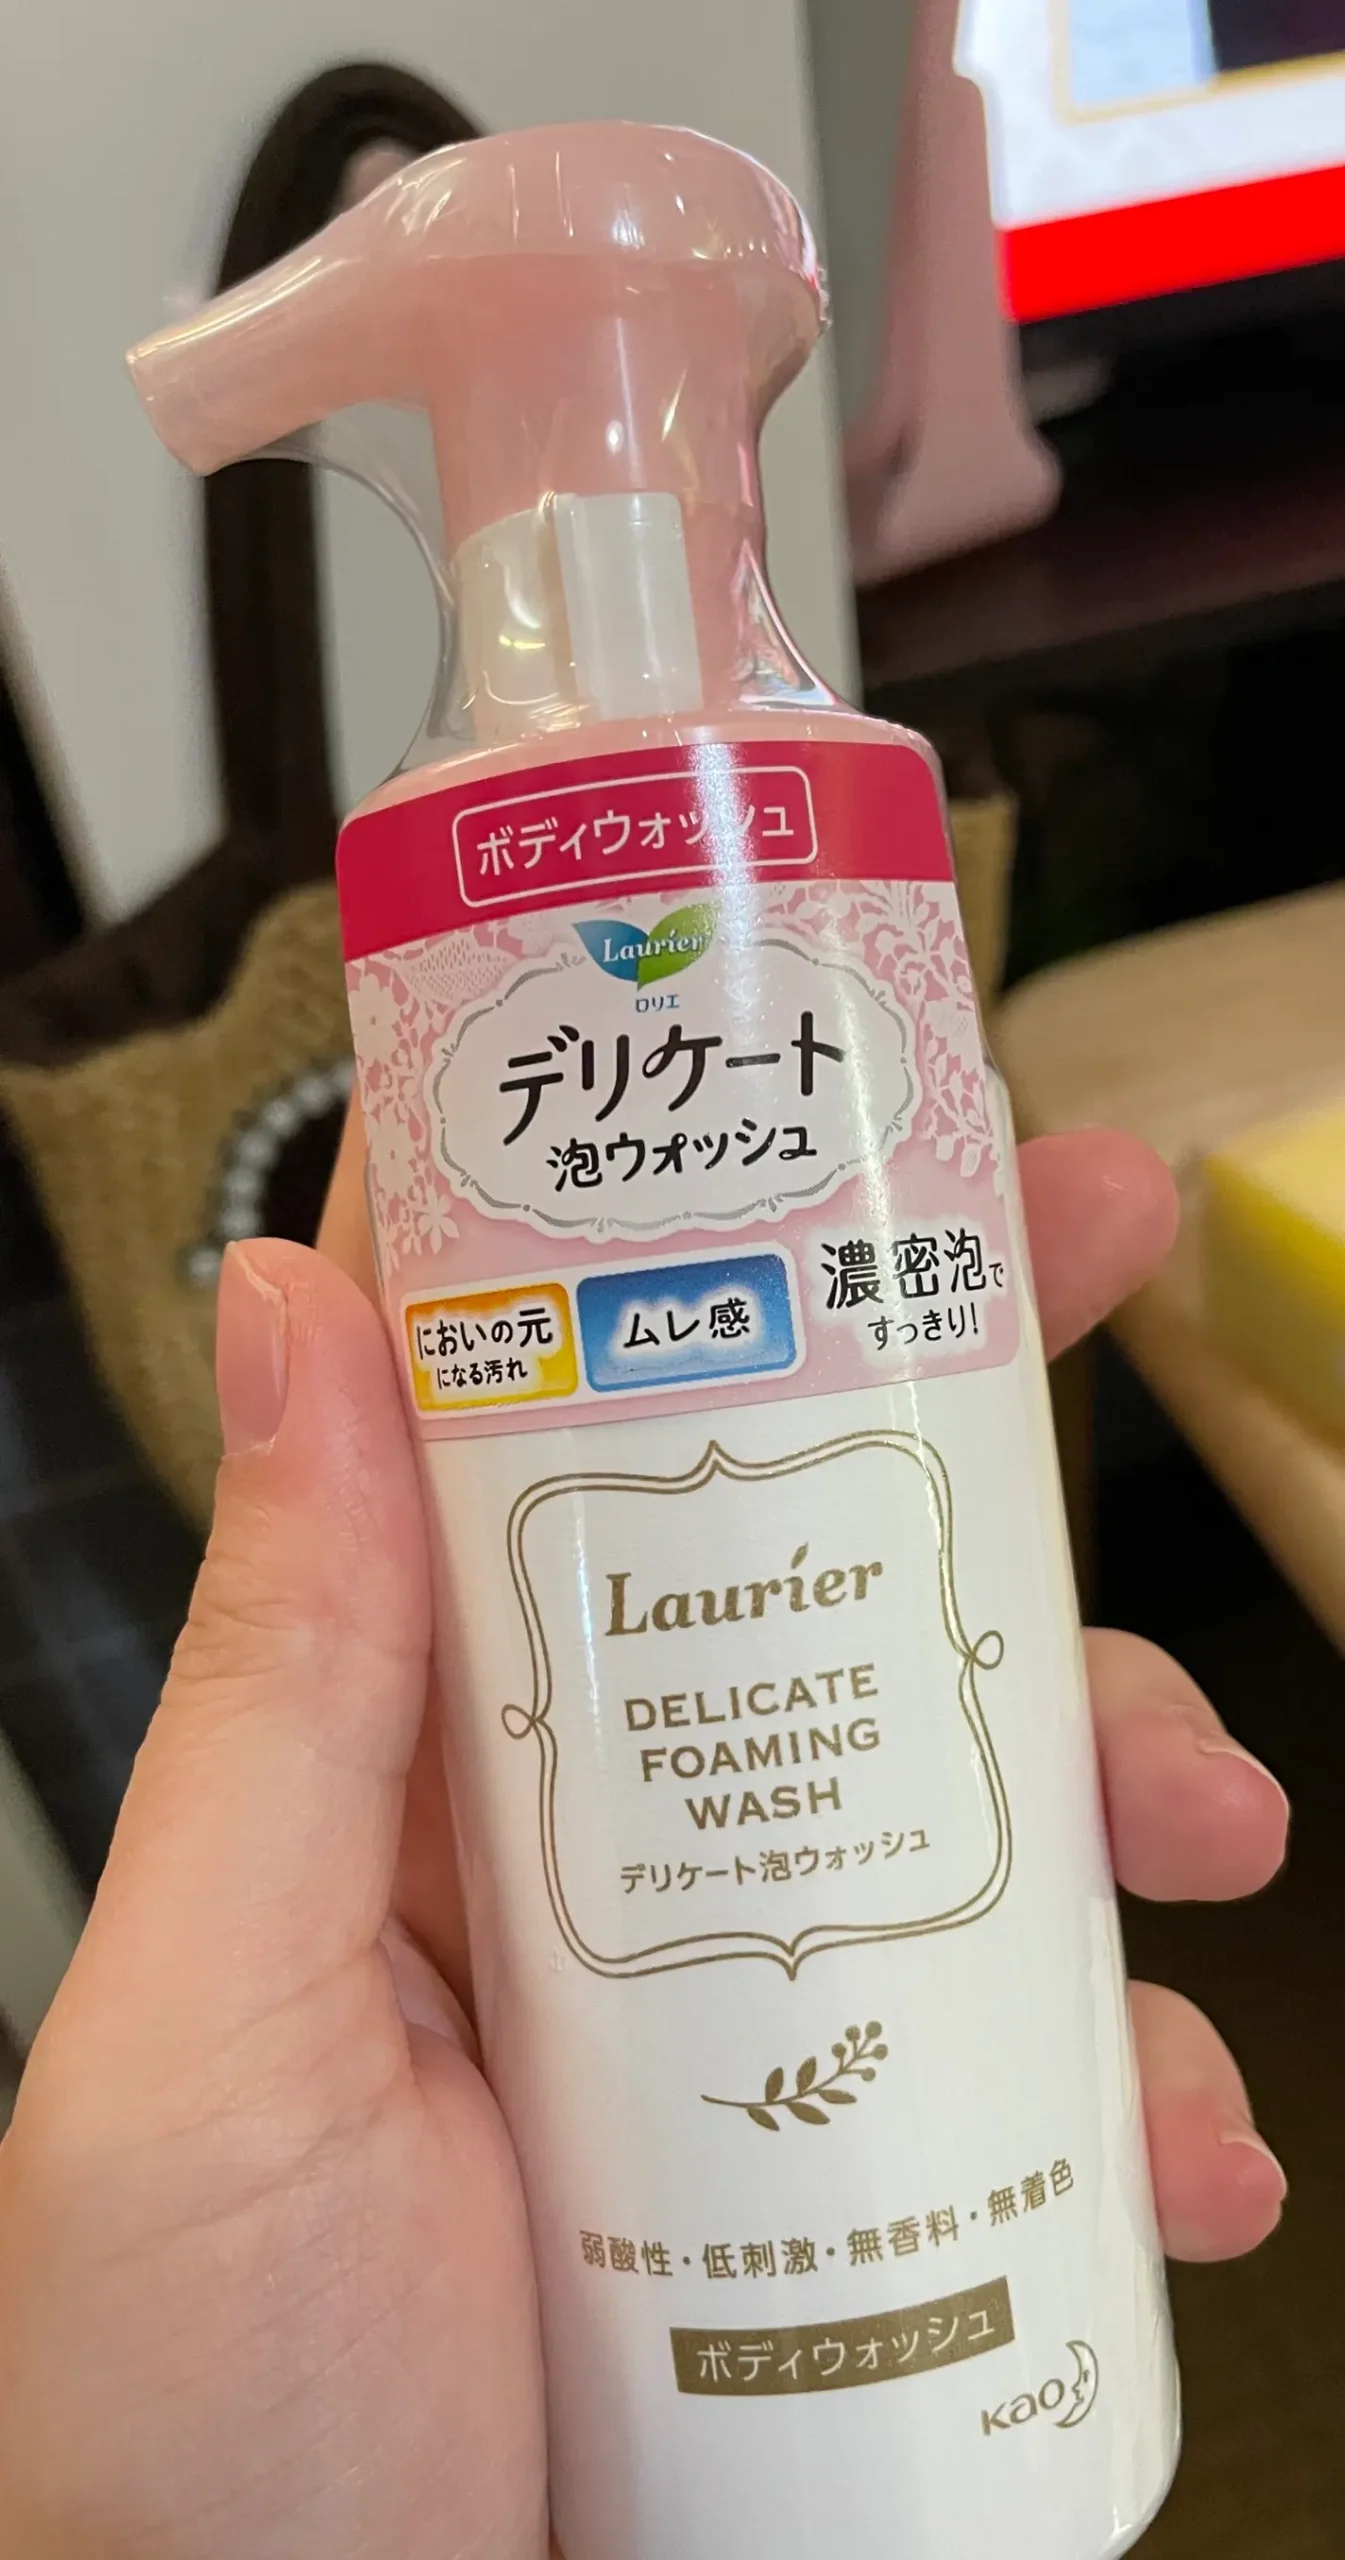 ボディウォッシュ
Laurier
ロリエ
デリケート
泡ウォッシュ
においの元
になる汚れ
ムレ感
濃密泡で
すっきり!
Laurier
DELICATE
FOAMING
WASH
デリケート泡ウォッシュ
弱酸性・低刺激・無香料・無着色
ボディウォッシュ
Kao